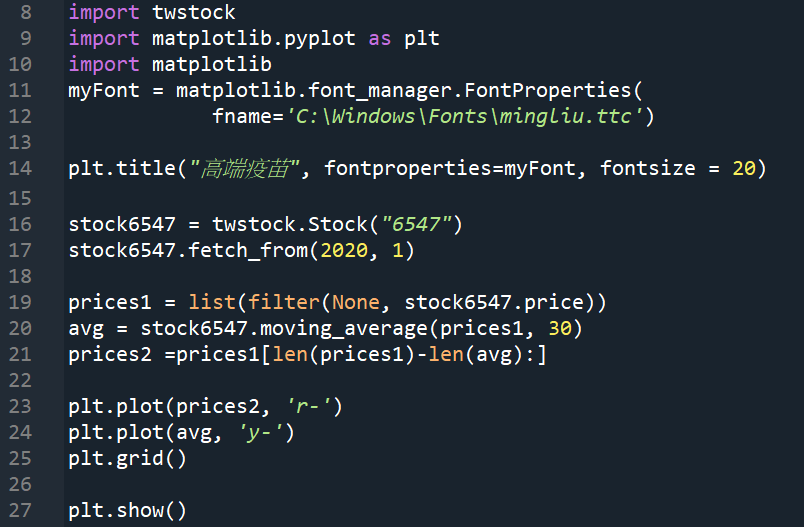 8 import twstock
9 import matplotlib.pyplot as plt
10 import matplotlib
11 myFont = matplotlib.font_manager.FontProperties(
12             fname='C:\Windows\Fonts\mingliu.ttc')
13
14 plt.title("高端疫苗", fontproperties=myFont, fontsize = 20)
15
16 stock6547 = twstock.Stock("6547")
17 stock6547.fetch_from(2020, 1)
18
19 prices1 = list(filter(None, stock6547.price))
20 avg = stock6547.moving_average(prices1, 30)
21 prices2 =prices1[len(prices1)-len(avg):]
22
23 plt.plot(prices2, 'r-')
24 plt.plot(avg, 'y-')
25 plt.grid()
26
27 plt.show()